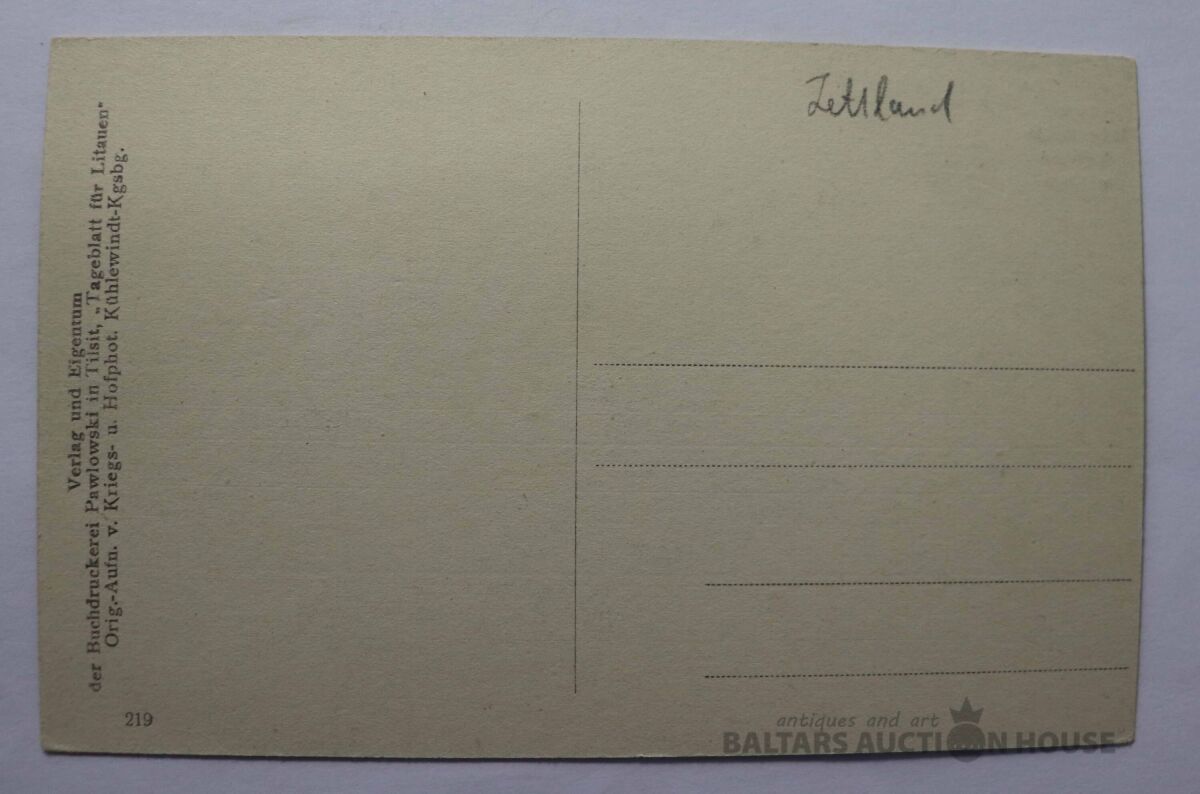 Lettland
Verlag und Eigentum
der Buchdruckerei Pawlowski in Tilsit, „Tageblatt für Litauen"
Orig.-Aufn. v. Kriegs- u. Hofphot. Kühlewindt-Kgsbg.
219
antiques and art
BALTARS AUCTION HOUSE